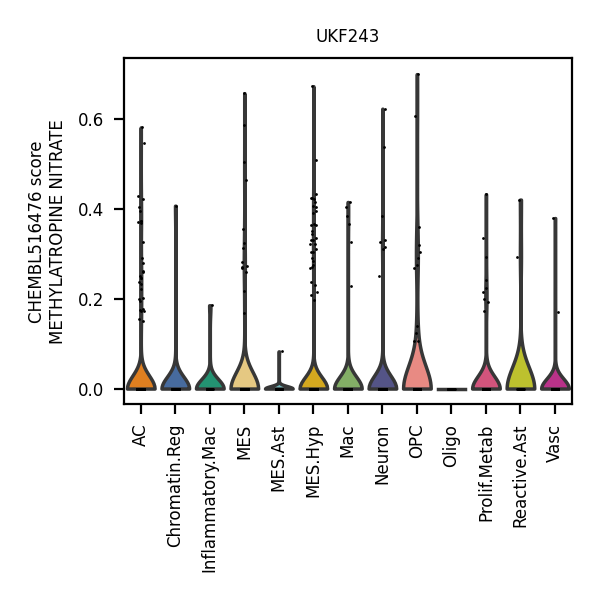 UKF243
CHEMBL516476 score
METHYLATROPINE NITRATE
0.6
0.4
0.2
0.0
AC
Chromatin.Reg
Inflammatory.Mac
MES
MES.Ast
MES.Hyp
Mac
Neuron
OPC
Oligo
Prolif.Metab
Reactive.Ast
Vasc